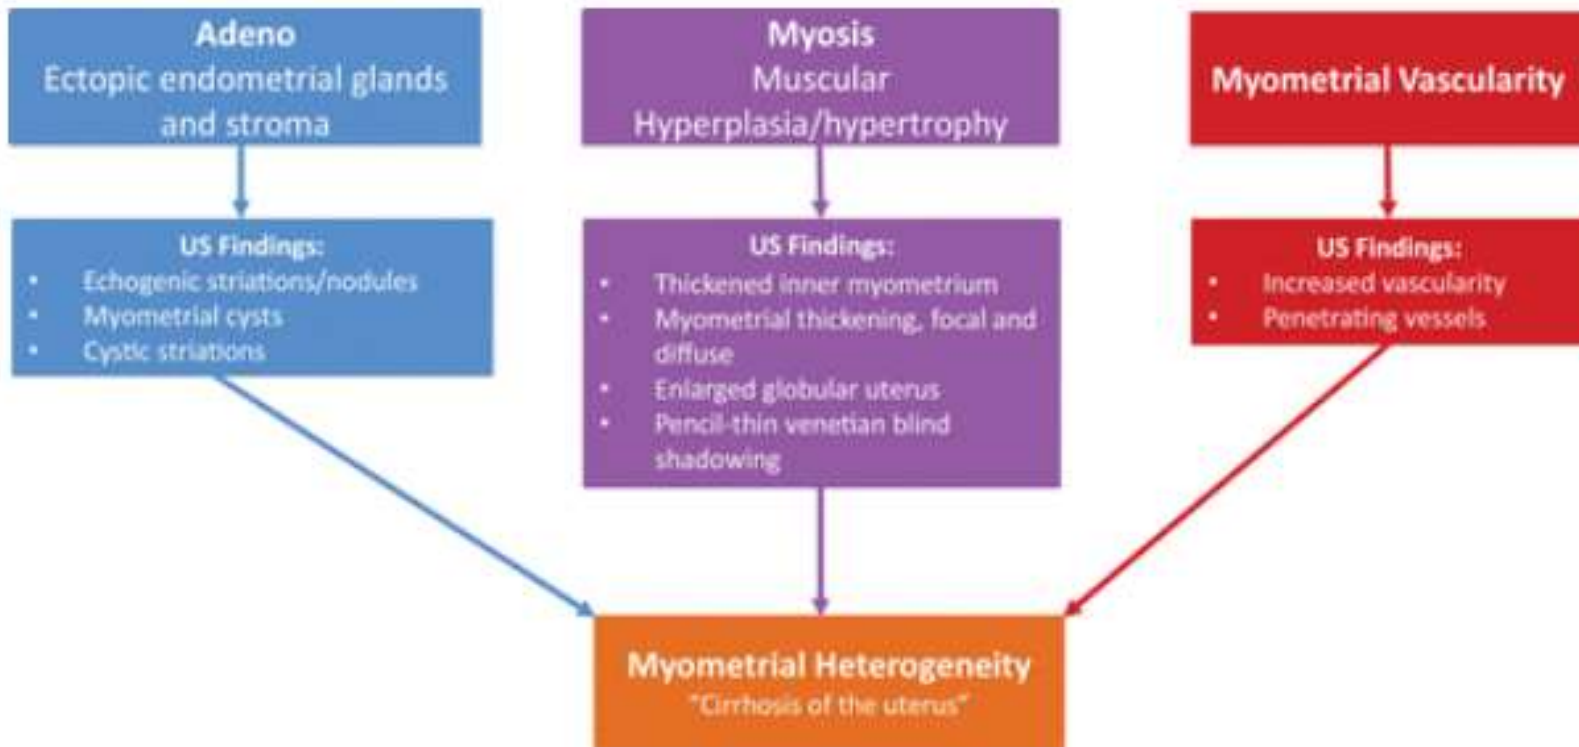 Adeno
Ectopic endometrial glands
and stroma
Myosis
Muscular
Hyperplasia/hypertrophy
Myometrial Vascularity
US Findings:
• Echogenic striations/nodules
• Myometrial cysts
• Cystic striations
US Findings:
• Thickened inner myometrium
• Myometrial thickening, focal and
diffuse
• Enlarged globular uterus
• Pencil-thin venetian blind
shadowing
US Findings:
• Increased vascularity
• Penetrating vessels
Myometrial Heterogeneity
"Cirrhosis of the uterus"